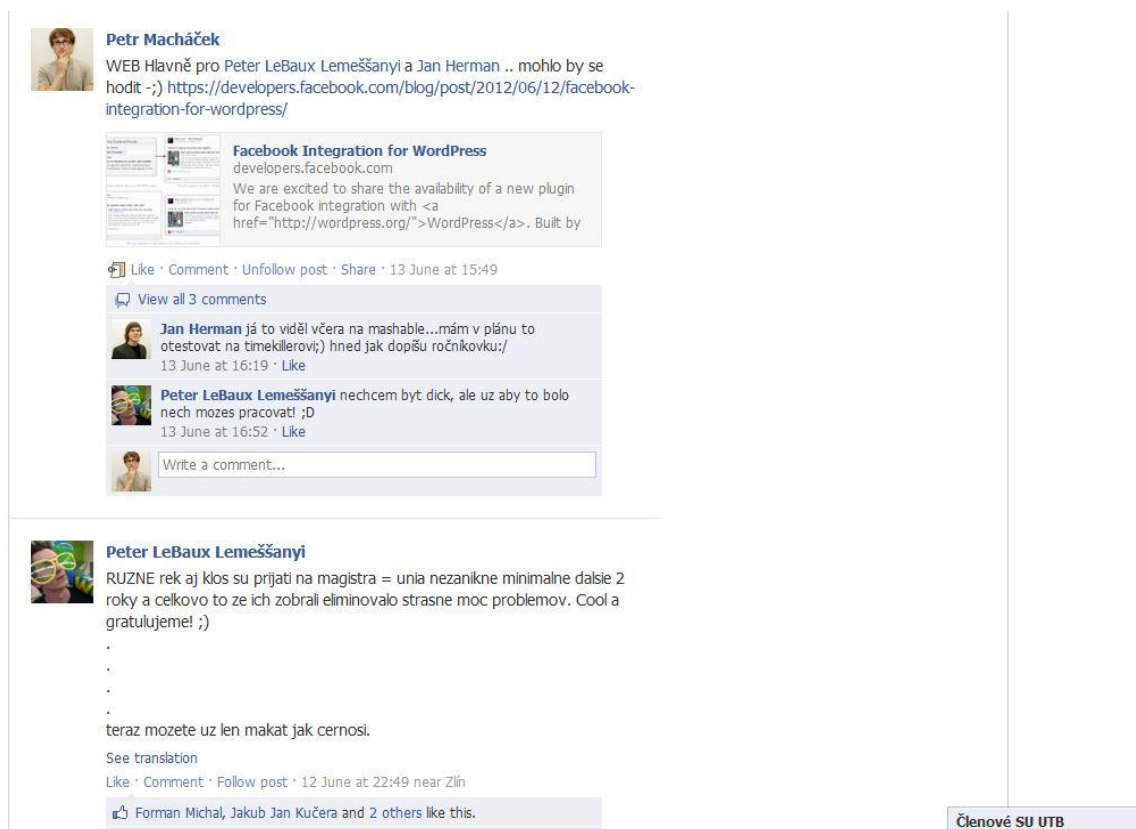 Petr Macháček
WEB Hlavně pro Peter LeBaux Lemeššanyi a Jan Herman .. mohlo by se
hodit -;) https://developers.facebook.com/blog/post/2012/06/12/facebook-
integration-for-wordpress/
Facebook Integration for WordPress
developers.facebook.com
We are excited to share the availability of a new plugin
for Facebook integration with <a
href="http://wordpress.org/">WordPress</a>. Built by
Like · Comment · Unfollow post · Share · 13 June at 15:49
View all 3 comments
Jan Herman já to viděl včera na mashable...mám v plánu to
otestovat na timekillerovi;) hned jak dopíšu ročníkovku:/
13 June at 16:19 · Like
Peter LeBaux Lemeššanyi nechcem byt dick, ale uz aby to bolo
nech mozes pracovat! ;D
13 June at 16:52 · Like
Write a comment...
Peter LeBaux Lemeššanyi
RUZNE rek aj klos su prijati na magistra = unia nezanikne minimalne dalsie 2
roky a celkovo to ze ich zobrali eliminovalo strasne moc problemov. Cool a
gratulujeme! ;)
.
.
.
.
teraz mozete uz len makat jak cernosi.
See translation
Like · Comment · Follow post · 12 June at 22:49 near Zlín
Forman Michal, Jakub Jan Kučera and 2 others like this.
Členové SU UTB